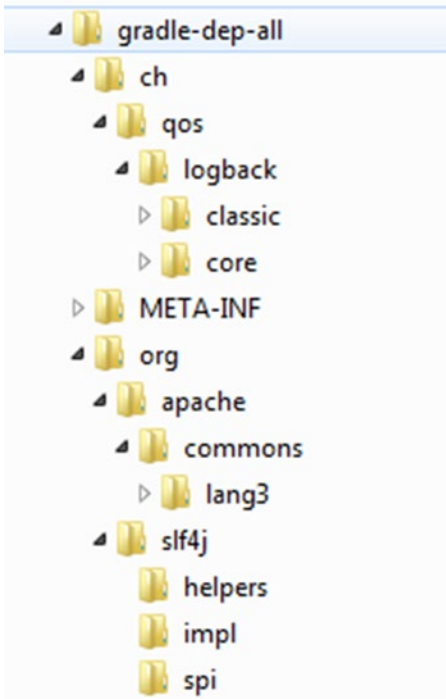 gradle-dep-all
ch
qos
logback
classic
core
META-INF
org
apache
commons
lang3
slf4j
helpers
impl
spi